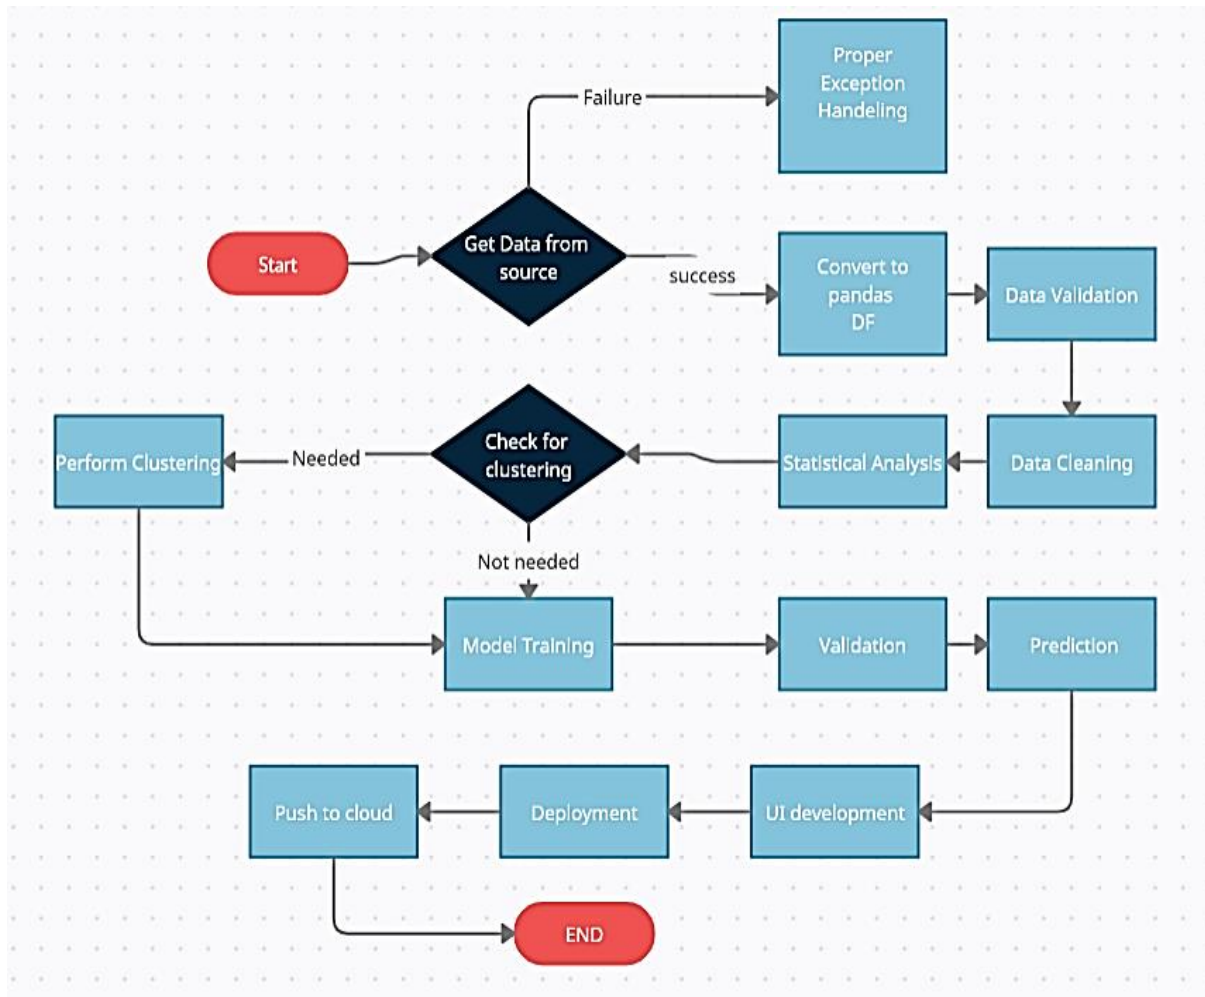 Proper
Exception
Handeling
Failure
Get Data from
source
Start
success
Convert to
pandas
DF
Data Validation
Check for
clustering
Needed
Perform Clustering
Statistical Analysis
Data Cleaning
Not needed
Model Training
Validation
Prediction
Push to cloud
Deployment
UI development
END